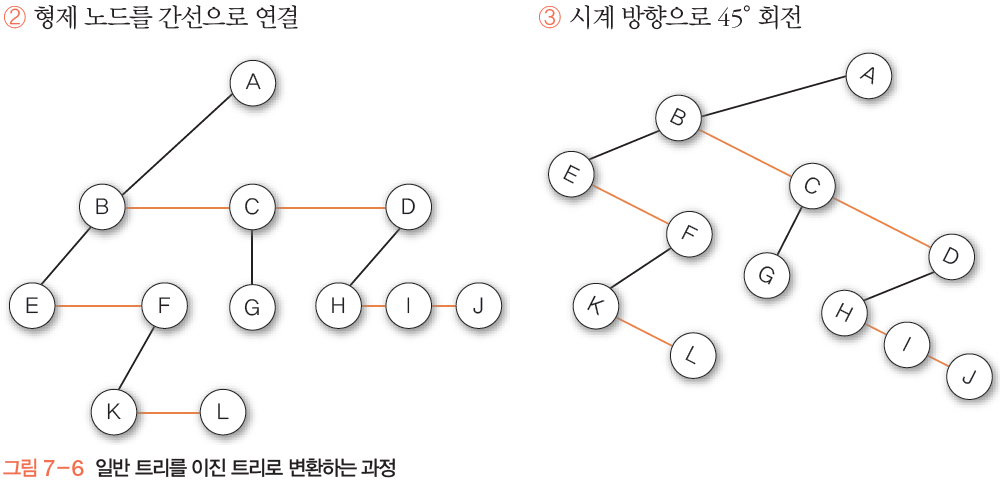 ② 형제 노드를 간선으로 연결
A
B C D
E F G H I J
K L
③ 시계 방향으로 45° 회전
A
B
E C
F D
G
K H
L I
J
그림 7-6 일반 트리를 이진 트리로 변환하는 과정